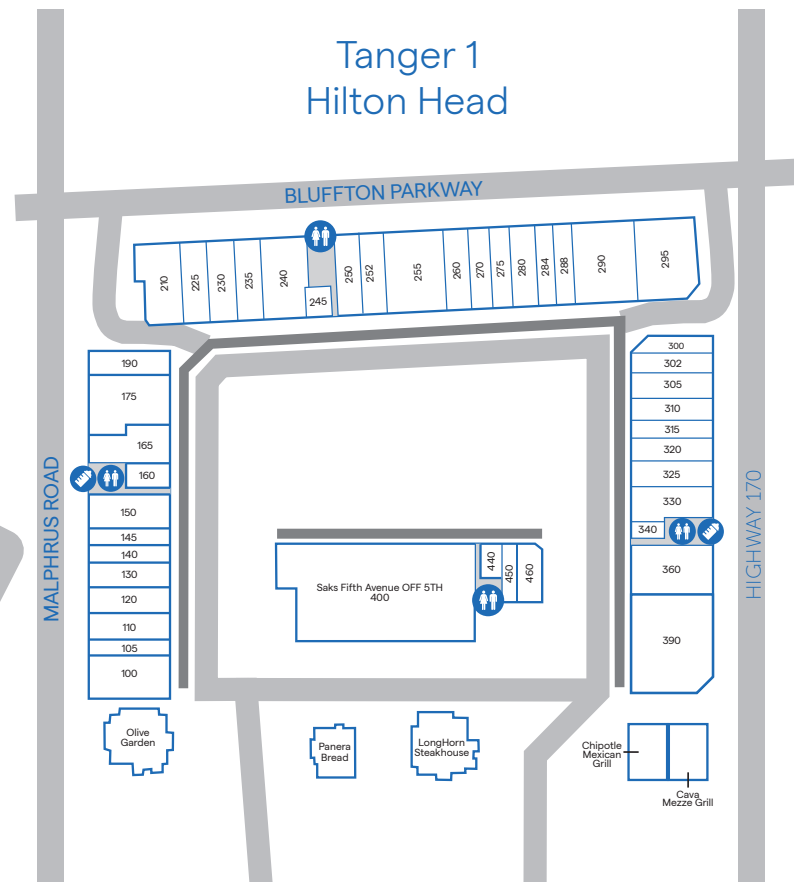 Tanger 1
Hilton Head
BLUFFTON PARKWAY
210
225
230
235
240
245
250
252
255
260
270
275
280
284
288
290
295
190
175
165
160
150
145
140
130
120
110
105
100
MALPHRUS ROAD
300
302
305
310
315
320
325
330
340
360
390
HIGHWAY 170
Saks Fifth Avenue OFF 5TH
400
440
450
460
Olive
Garden
Panera
Bread
LongHorn
Steakhouse
Chipotle
Mexican
Grill
Cava
Mezze Grill